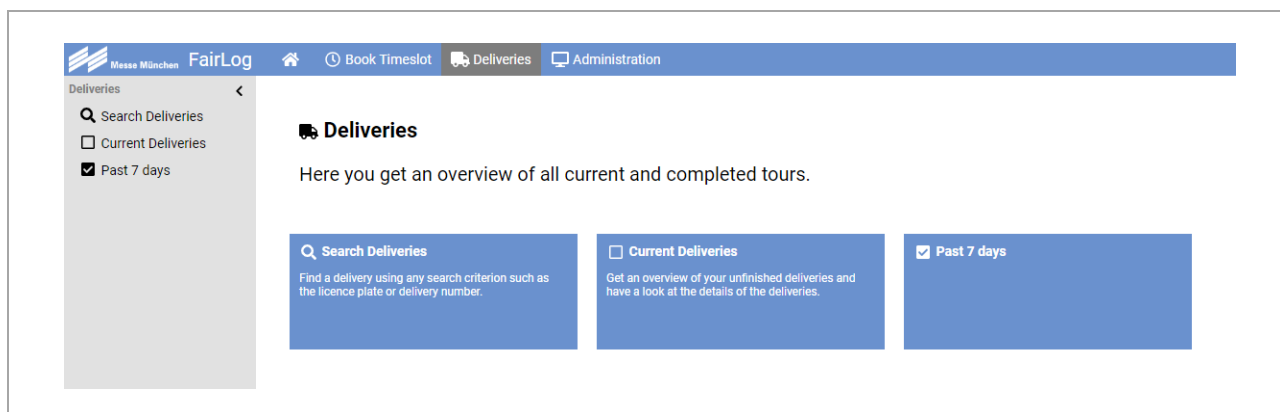 Messe München FairLog Book Timeslot Deliveries Administration
Deliveries
Search Deliveries
Current Deliveries
Past 7 days
Deliveries
Here you get an overview of all current and completed tours.
Search Deliveries
Find a delivery using any search criterion such as
the licence plate or delivery number.
Current Deliveries
Get an overview of your unfinished deliveries and
have a look at the details of the deliveries.
Past 7 days